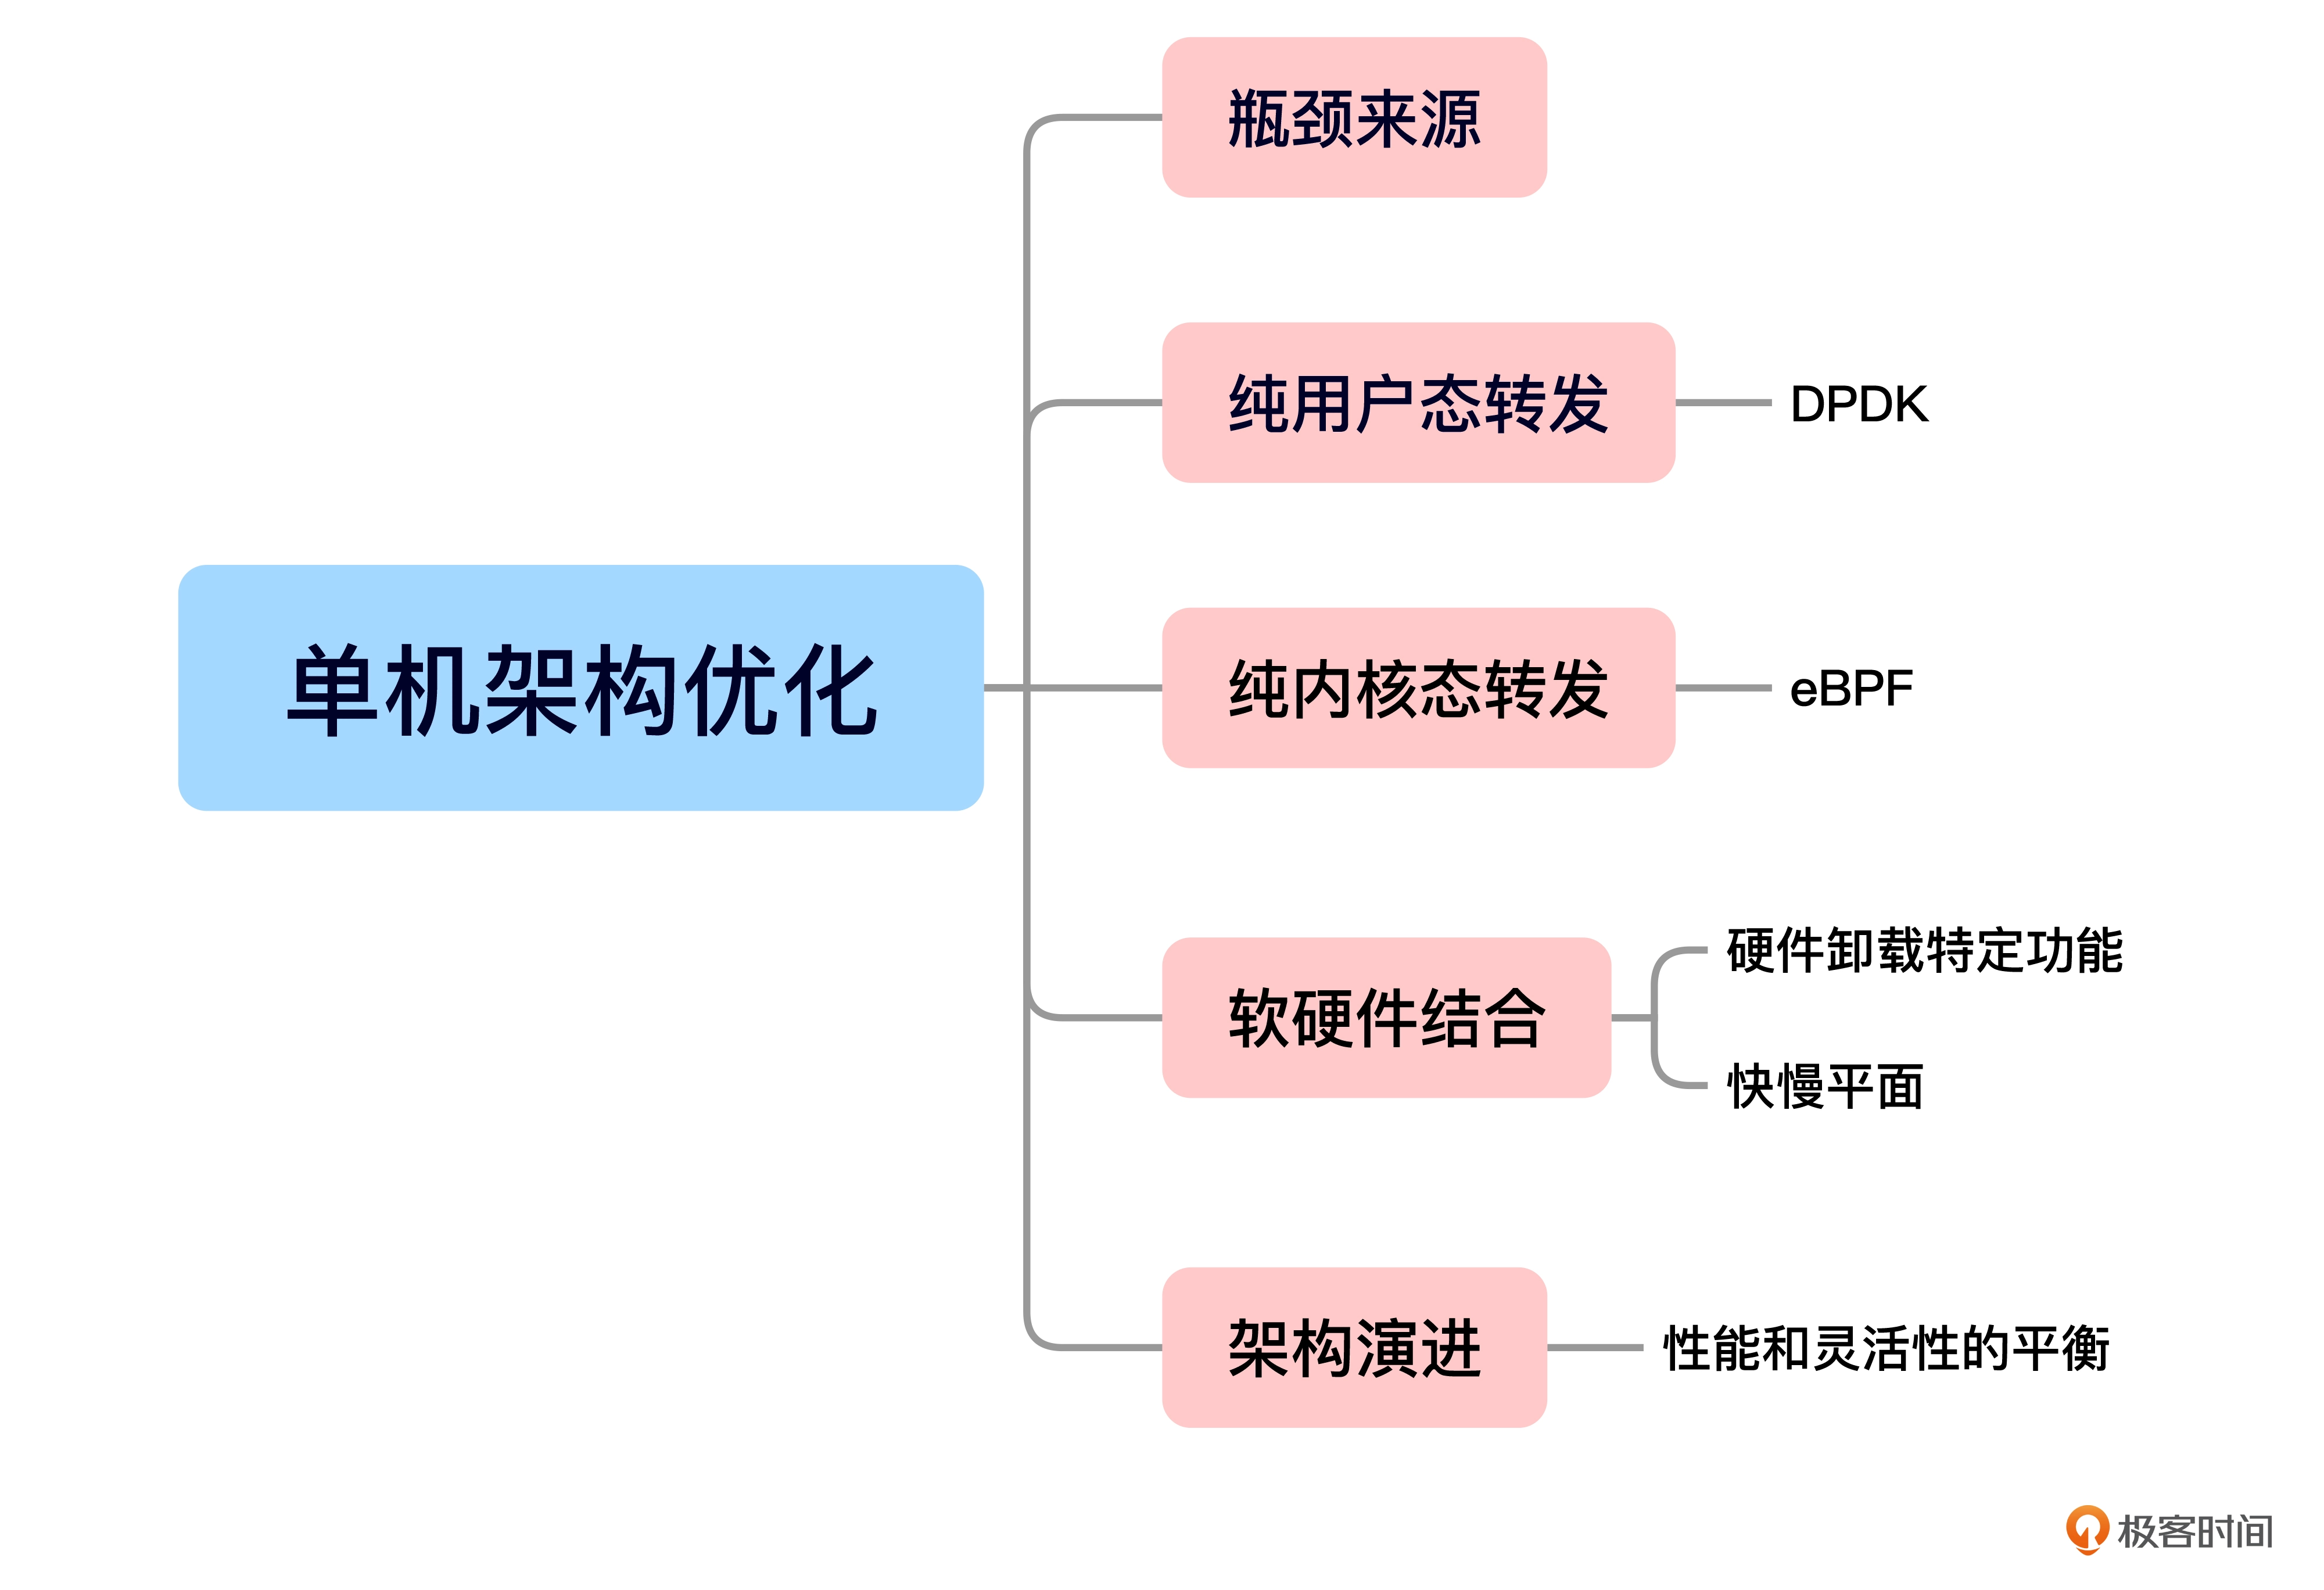 瓶颈来源
纯用户态转发
DPDK
单机架构优化
纯内核态转发
eBPF
软硬件结合
硬件卸载特定功能
快慢平面
架构演进
性能和灵活性的平衡
极客时间